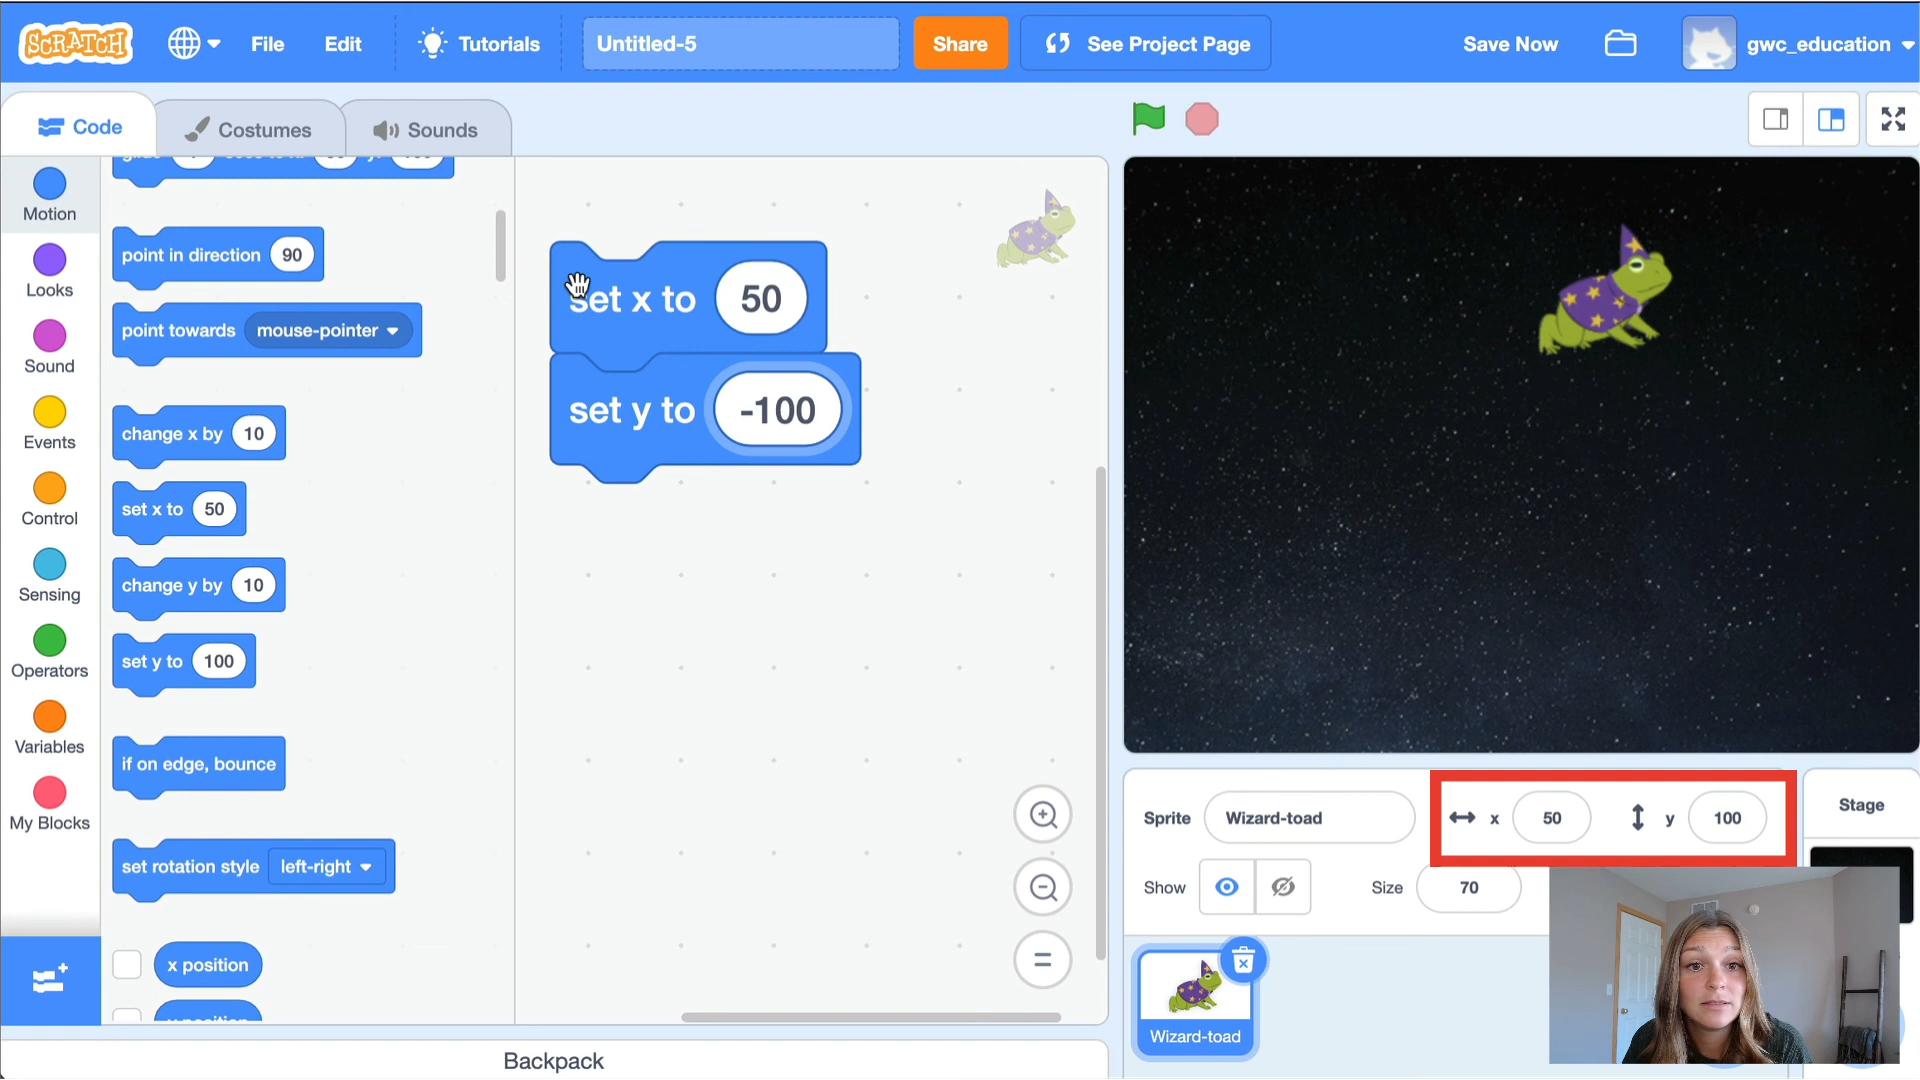 SCRATCH File Edit Tutorials Untitled-5 Share See Project Page Save Now gwc_education
Code Costumes Sounds
Motion
Looks
Sound
Events
Control
Sensing
Operators
Variables
My Blocks
point in direction 90
point towards mouse-pointer
change x by 10
set x to 50
change y by 10
set y to 100
if on edge, bounce
set rotation style left-right
x position
set x to 50
set y to -100
Backpack
Sprite Wizard-toad x 50 y 100
Show Size 70
Wizard-toad
Stage